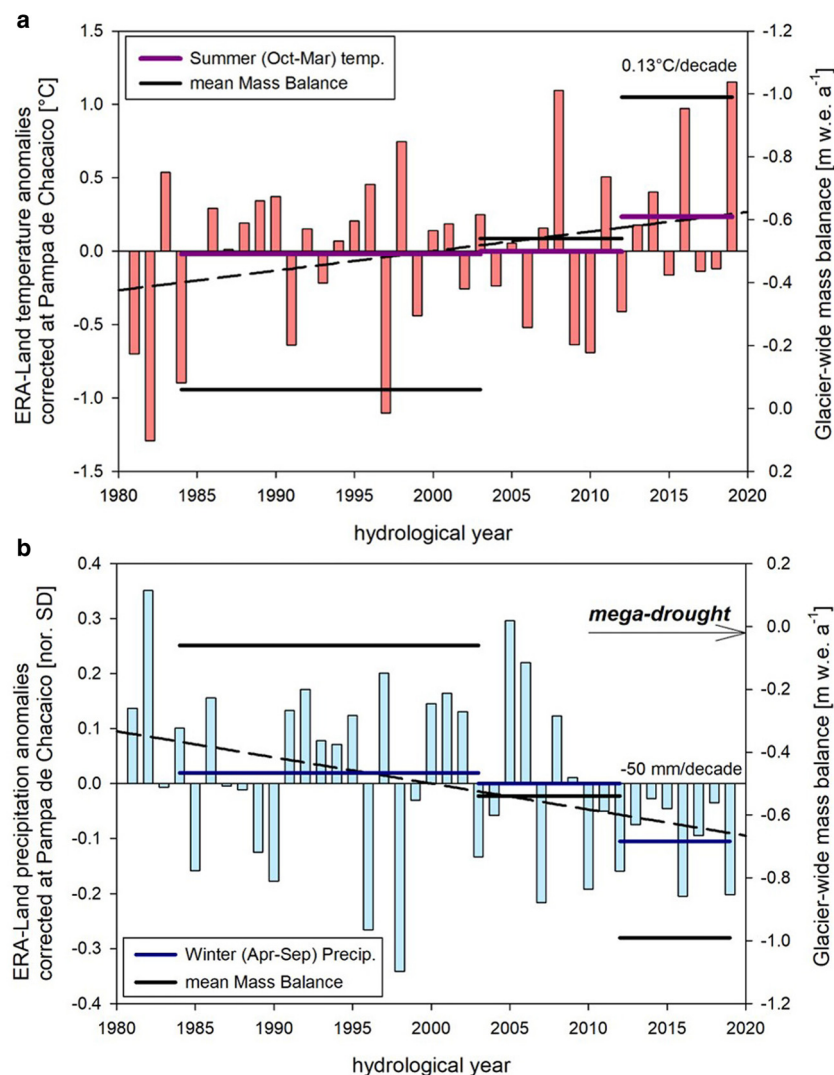 a
1.5
1.0
0.5
0.0
-0.5
-1.0
-1.5
ERA-Land temperature anomalies
corrected at Pampa de Chacaico [°C]
Summer (Oct-Mar) temp.
mean Mass Balance
0.13°C/decade
-1.2
-1.0
-0.8
-0.6
-0.4
-0.2
0.0
0.2
Glacier-wide mass balanace [m w.e. a-1]
1980 1985 1990 1995 2000 2005 2010 2015 2020
hydrological year
b
0.4
0.3
0.2
0.1
0.0
-0.1
-0.2
-0.3
-0.4
ERA-Land precipitation anomalies
corrected at Pampa de Chacaico [nor. SD]
mega-drought
-50 mm/decade
Winter (Apr-Sep) Precip.
mean Mass Balance
0.2
0.0
-0.2
-0.4
-0.6
-0.8
-1.0
-1.2
Glacier-wide mass balance [m w.e. a-1]
1980 1985 1990 1995 2000 2005 2010 2015 2020
hydrological year